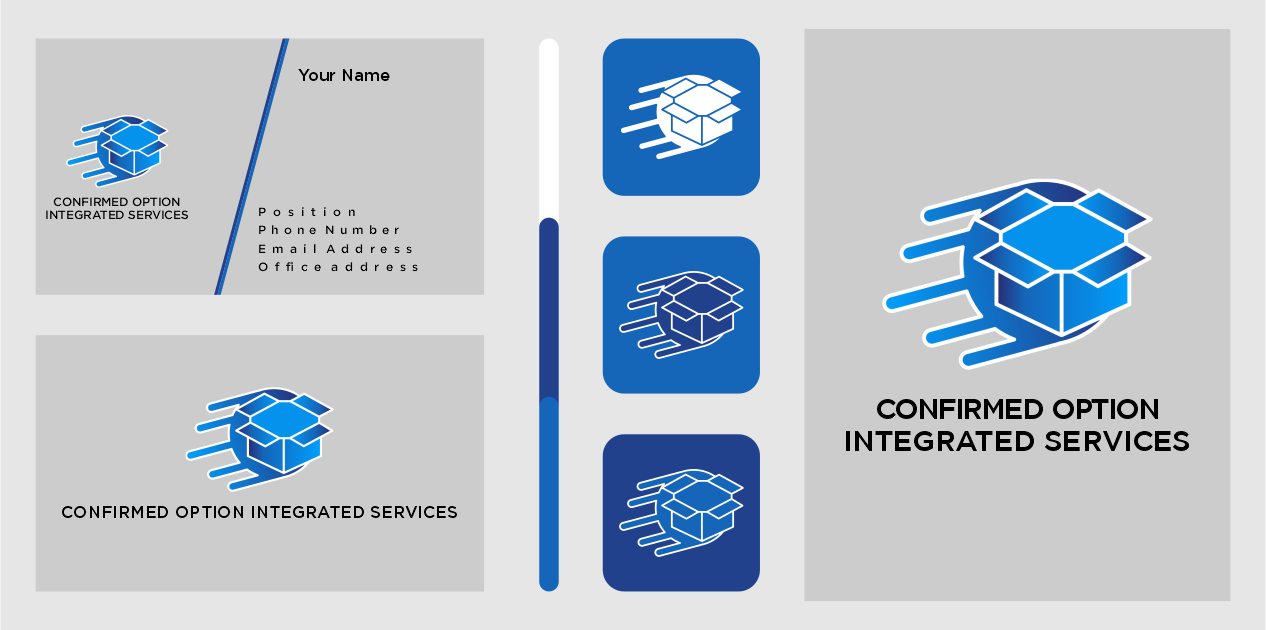 Your Name
CONFIRMED OPTION
INTEGRATED SERVICES
Position
Phone Number
Email Address
Office address
CONFIRMED OPTION INTEGRATED SERVICES
CONFIRMED OPTION
INTEGRATED SERVICES